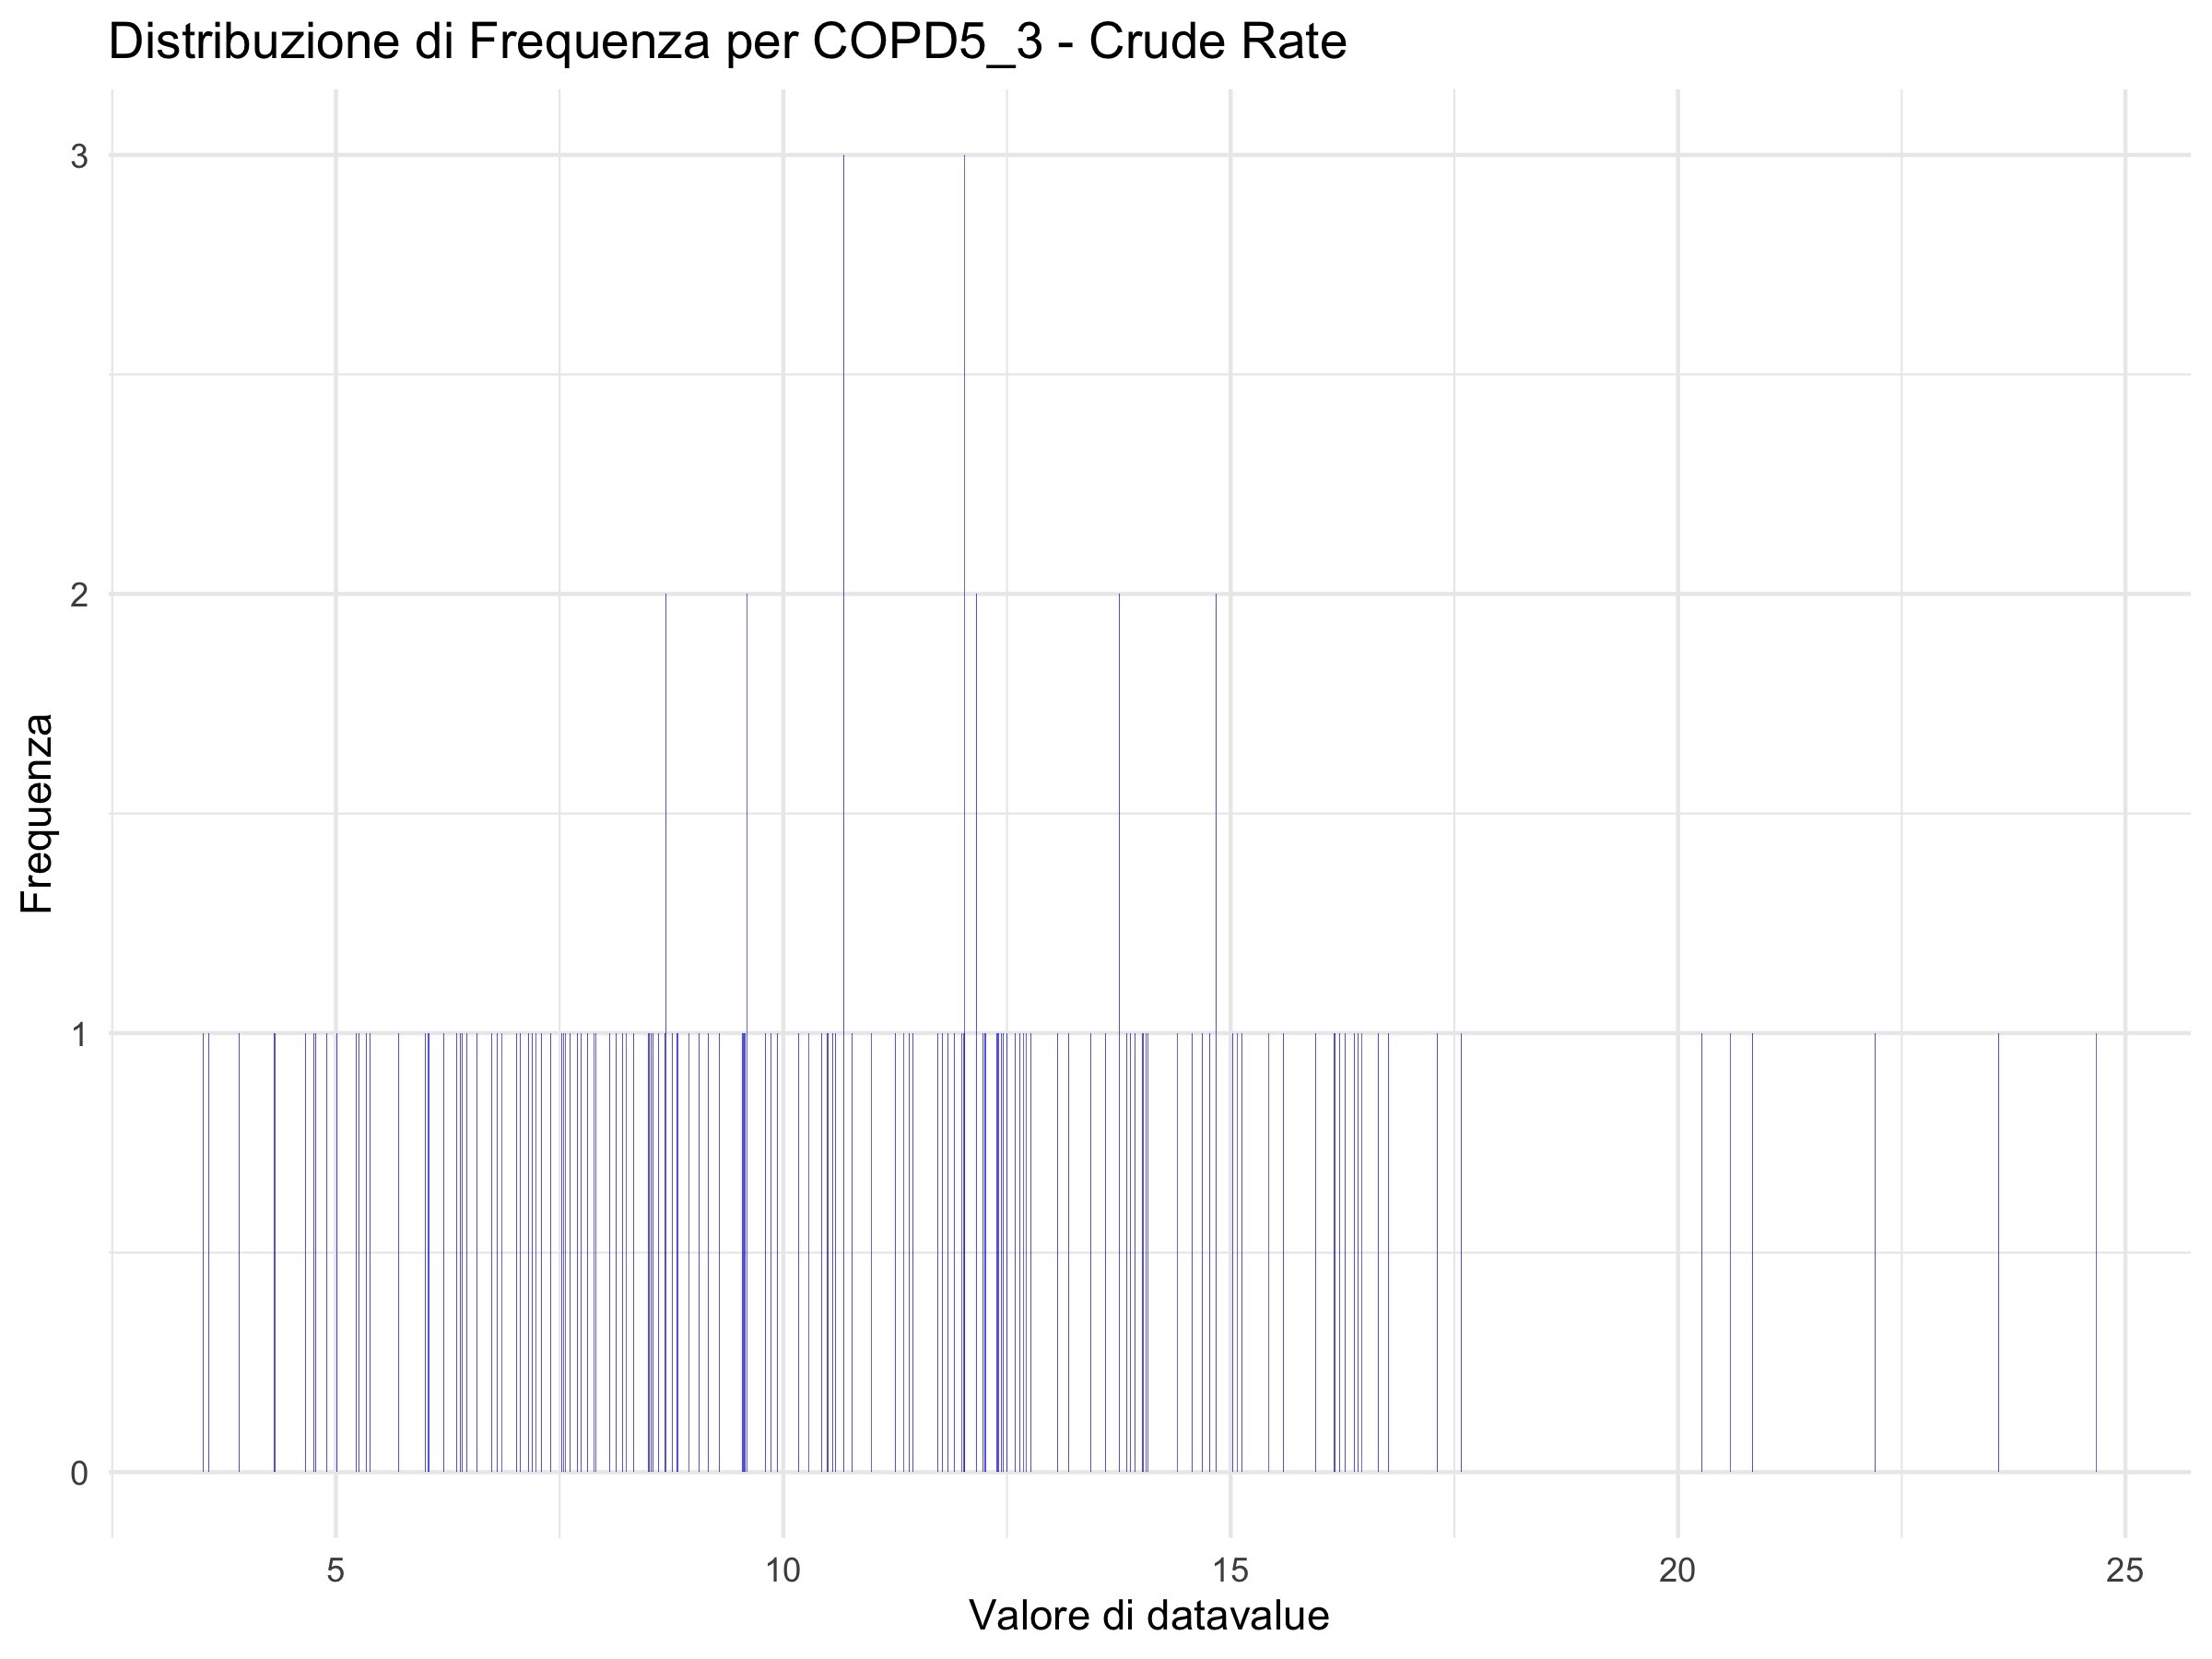 Distribuzione di Frequenza per COPD5_3 - Crude Rate
3
2
1
0
Frequenza
5 10 15 20 25
Valore di datavalue